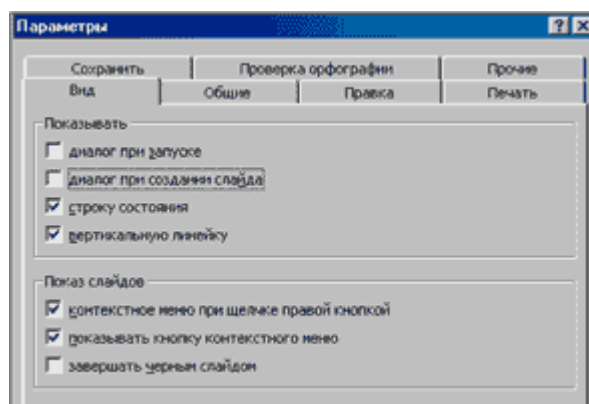 Параметры
Сохранить Проверка орфографии Прочие
Вид Общие Правка Печать
Показывать
диалог при запуске
диалог при создании слайда
строку состояния
вертикальную линейку
Показ слайдов
контекстное меню при щелчке правой кнопкой
показывать кнопку контекстного меню
завершать черным слайдом